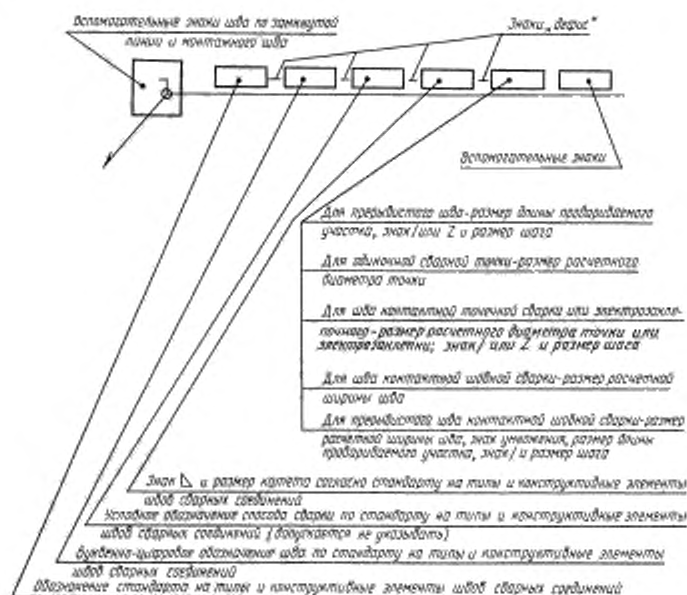 Вспомогательные знаки шва по замкнутой
линии и монтажного шва
Знаки „дефис"
Вспомогательные знаки
Для прерывистого шва-размер длины провариваемого
участка, знак / или Z и размер шага
Для одиночной сварной точки-размер расчетного
диаметра точки
Для шва контактной точечной сварки или электрозакле-
почного-размер расчетного диаметра точки или
электрозаклепки; знак / или Z и размер шага
Для шва контактной шовной сварки-размер расчетной
ширины шва
Для прерывистого шва контактной шовной сварки-размер
расчетной ширины шва, знак умножения, размер длины
провариваемого участка, знак / и размер шага
Знак ◺ и размер катета согласно стандарту на типы и конструктивные элементы
швов сварных соединений
Условное обозначение способа сварки по стандарту на типы и конструктивные элементы
швов сварных соединений (допускается не указывать)
Буквенно-цифровое обозначение шва по стандарту на типы и конструктивные элементы
швов сварных соединений
Обозначение стандарта на типы и конструктивные элементы швов сварных соединений